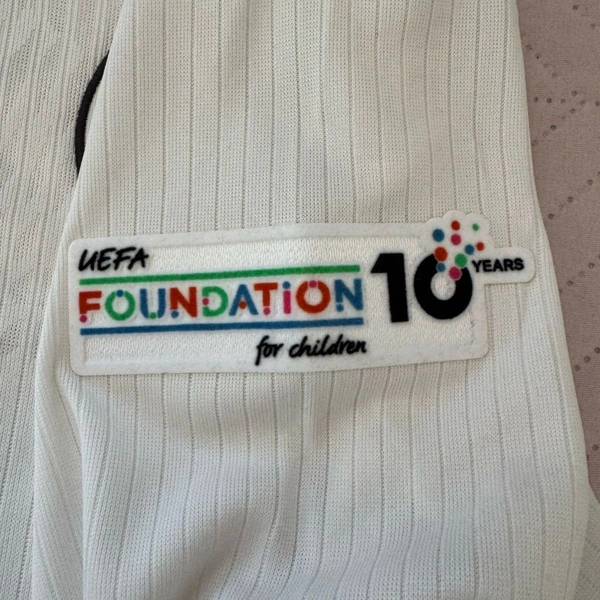 UEFA
FOUNDATION
for children
10 YEARS